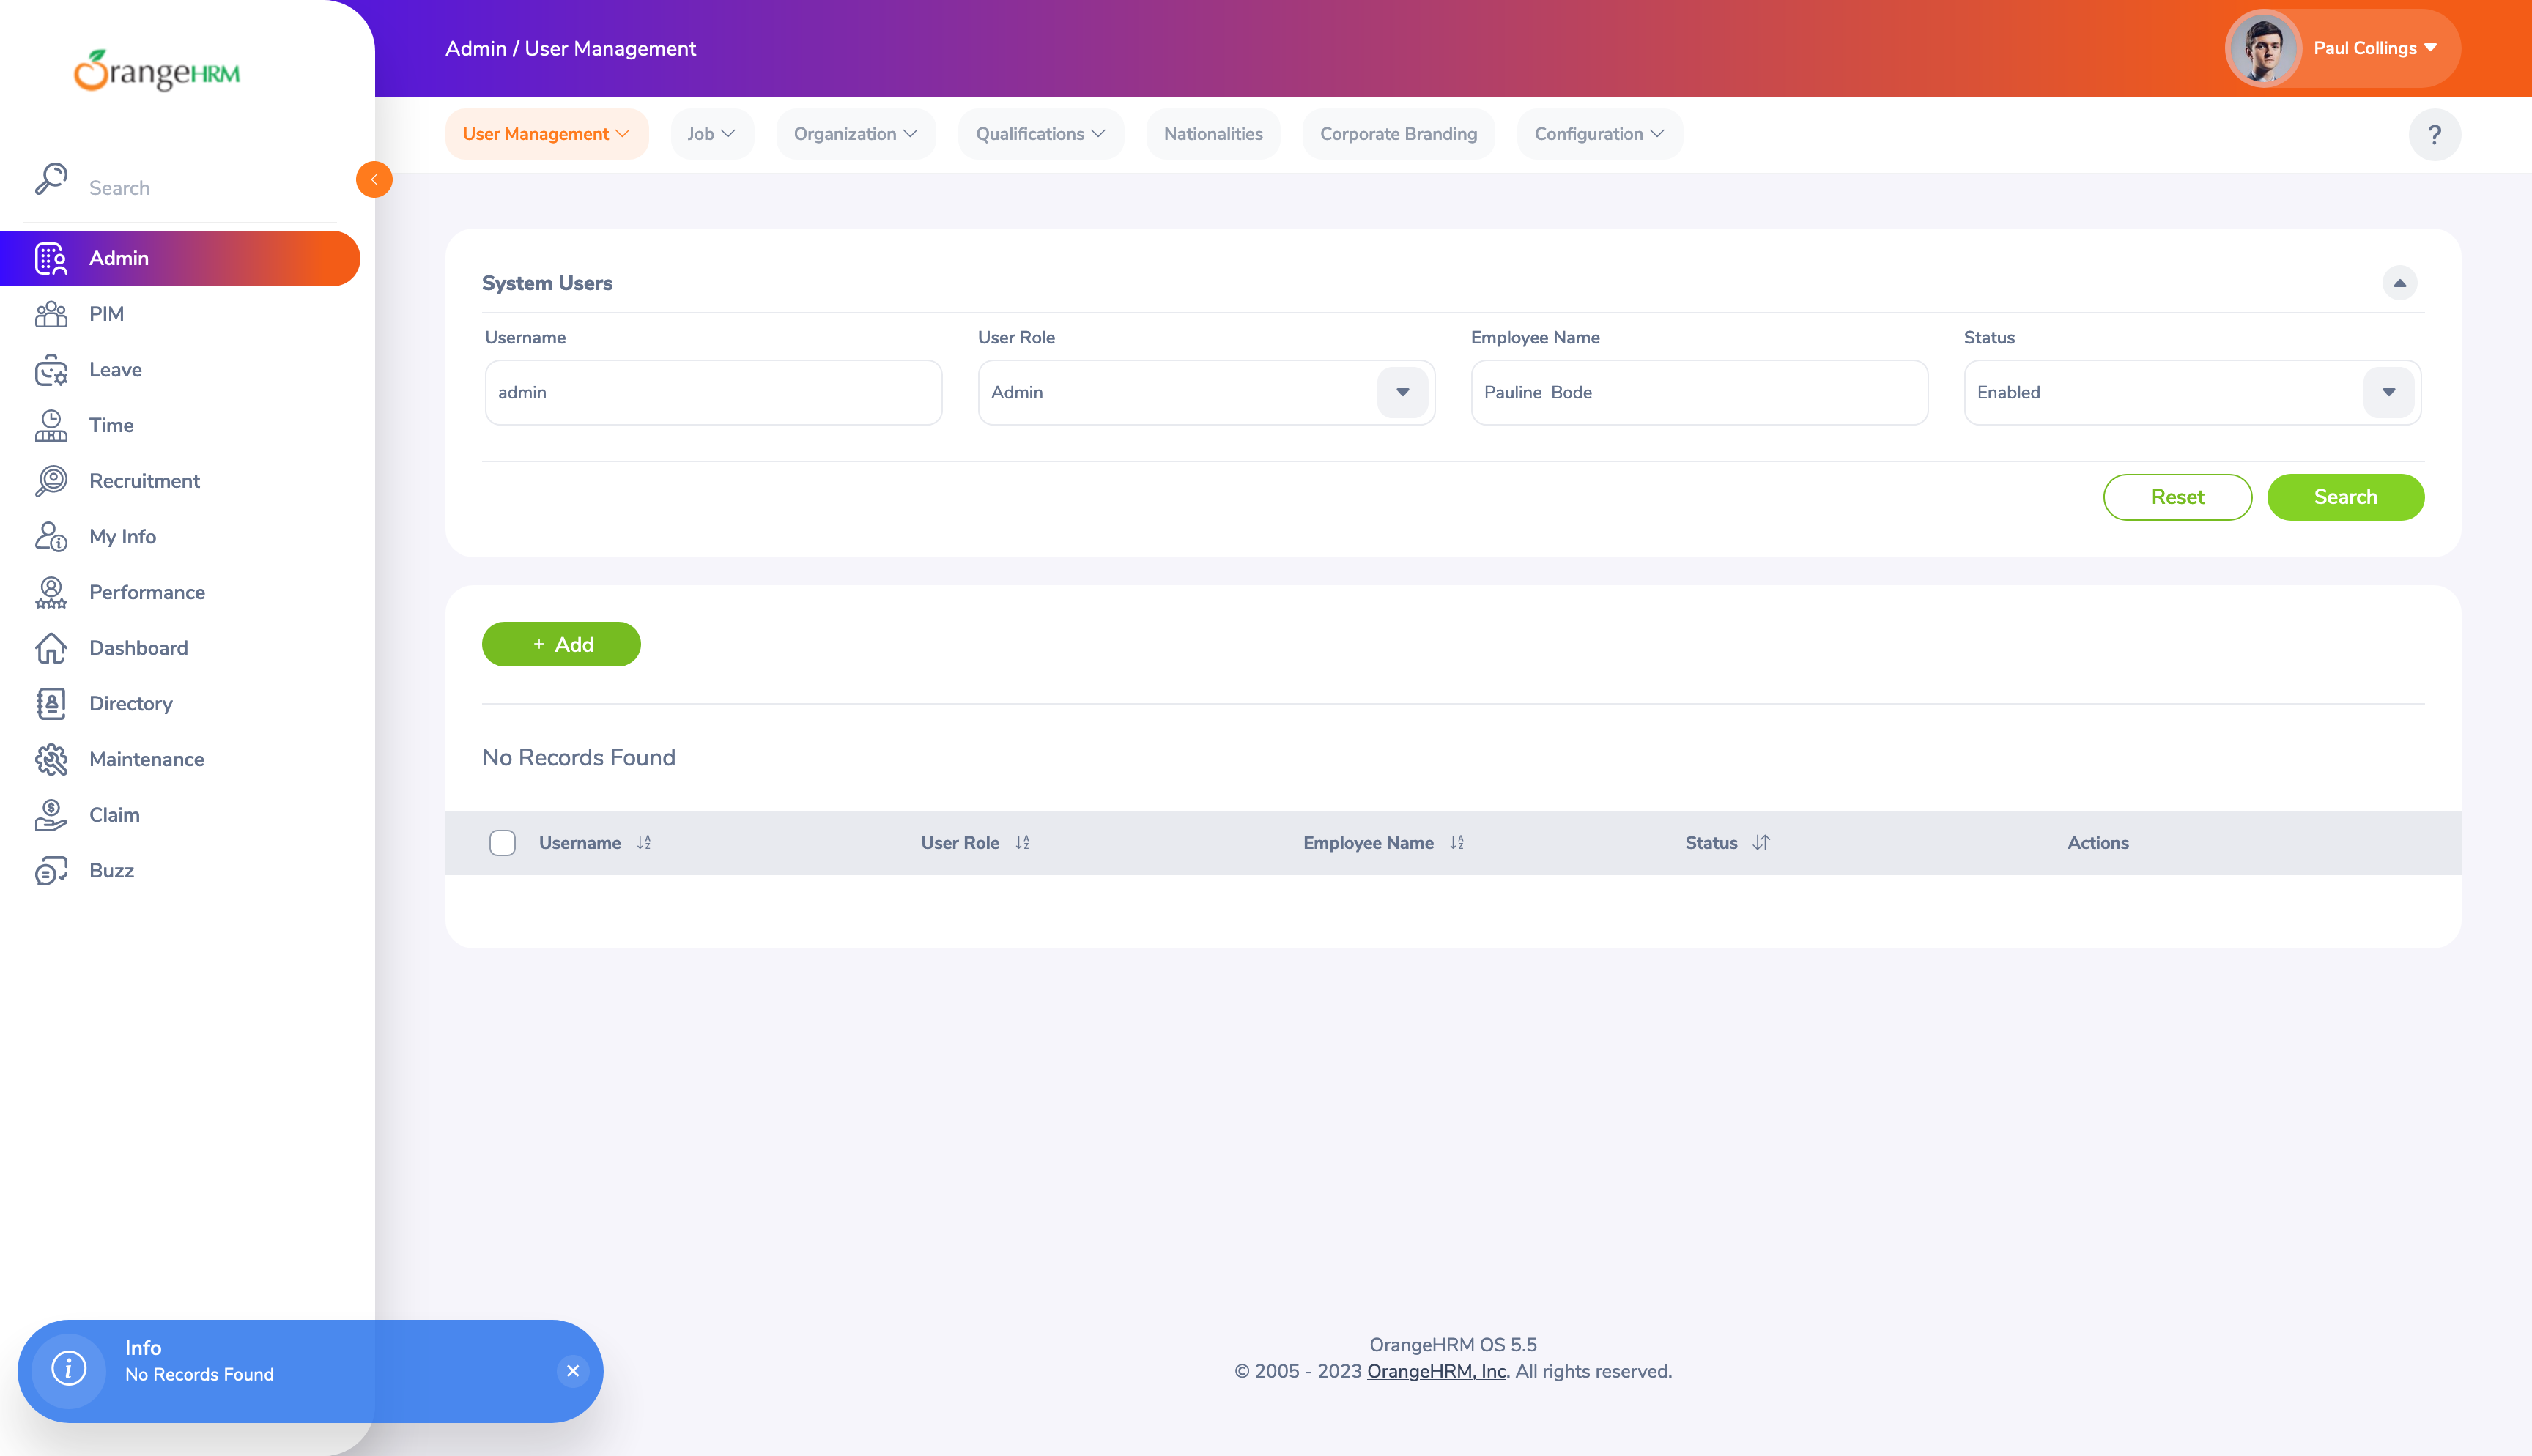 OrangeHRM
Search
Admin
PIM
Leave
Time
Recruitment
My Info
Performance
Dashboard
Directory
Maintenance
Claim
Buzz
Admin / User Management
Paul Collings
User Management
Job
Organization
Qualifications
Nationalities
Corporate Branding
Configuration
?
System Users
Username
User Role
Employee Name
Status
admin
Admin
Pauline  Bode
Enabled
Reset
Search
+ Add
No Records Found
Username
User Role
Employee Name
Status
Actions
Info
No Records Found
OrangeHRM OS 5.5
© 2005 - 2023 OrangeHRM, Inc. All rights reserved.